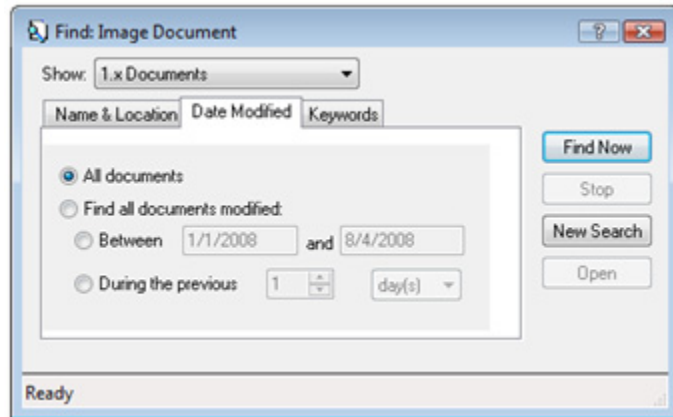 Find: Image Document
Show: 1.x Documents
Name & Location Date Modified Keywords
All documents
Find all documents modified:
Between 1/1/2008 and 8/4/2008
During the previous 1 day(s)
Find Now
Stop
New Search
Open
Ready